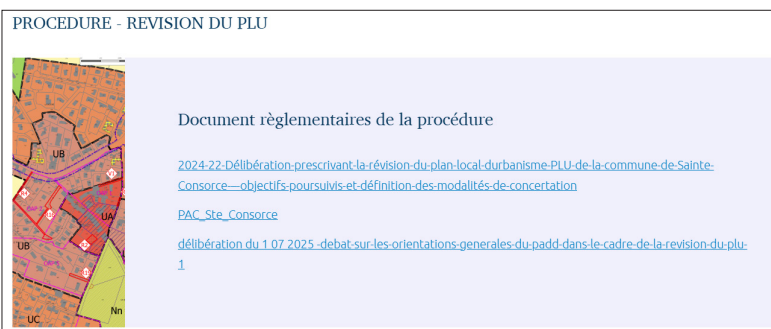 PROCEDURE - REVISION DU PLU
Document règlementaires de la procédure
2024-22-Délibération-prescrivant-la-révision-du-plan-local-durbanisme-PLU-de-la-commune-de-Sainte-
Consorce—objectifs-poursuivis-et-définition-des-modalités-de-concertation
PAC_Ste_Consorce
délibération du 1 07 2025 -debat-sur-les-orientations-generales-du-padd-dans-le-cadre-de-la-revision-du-plu-
1
UB
UA
UB
Nn
UC